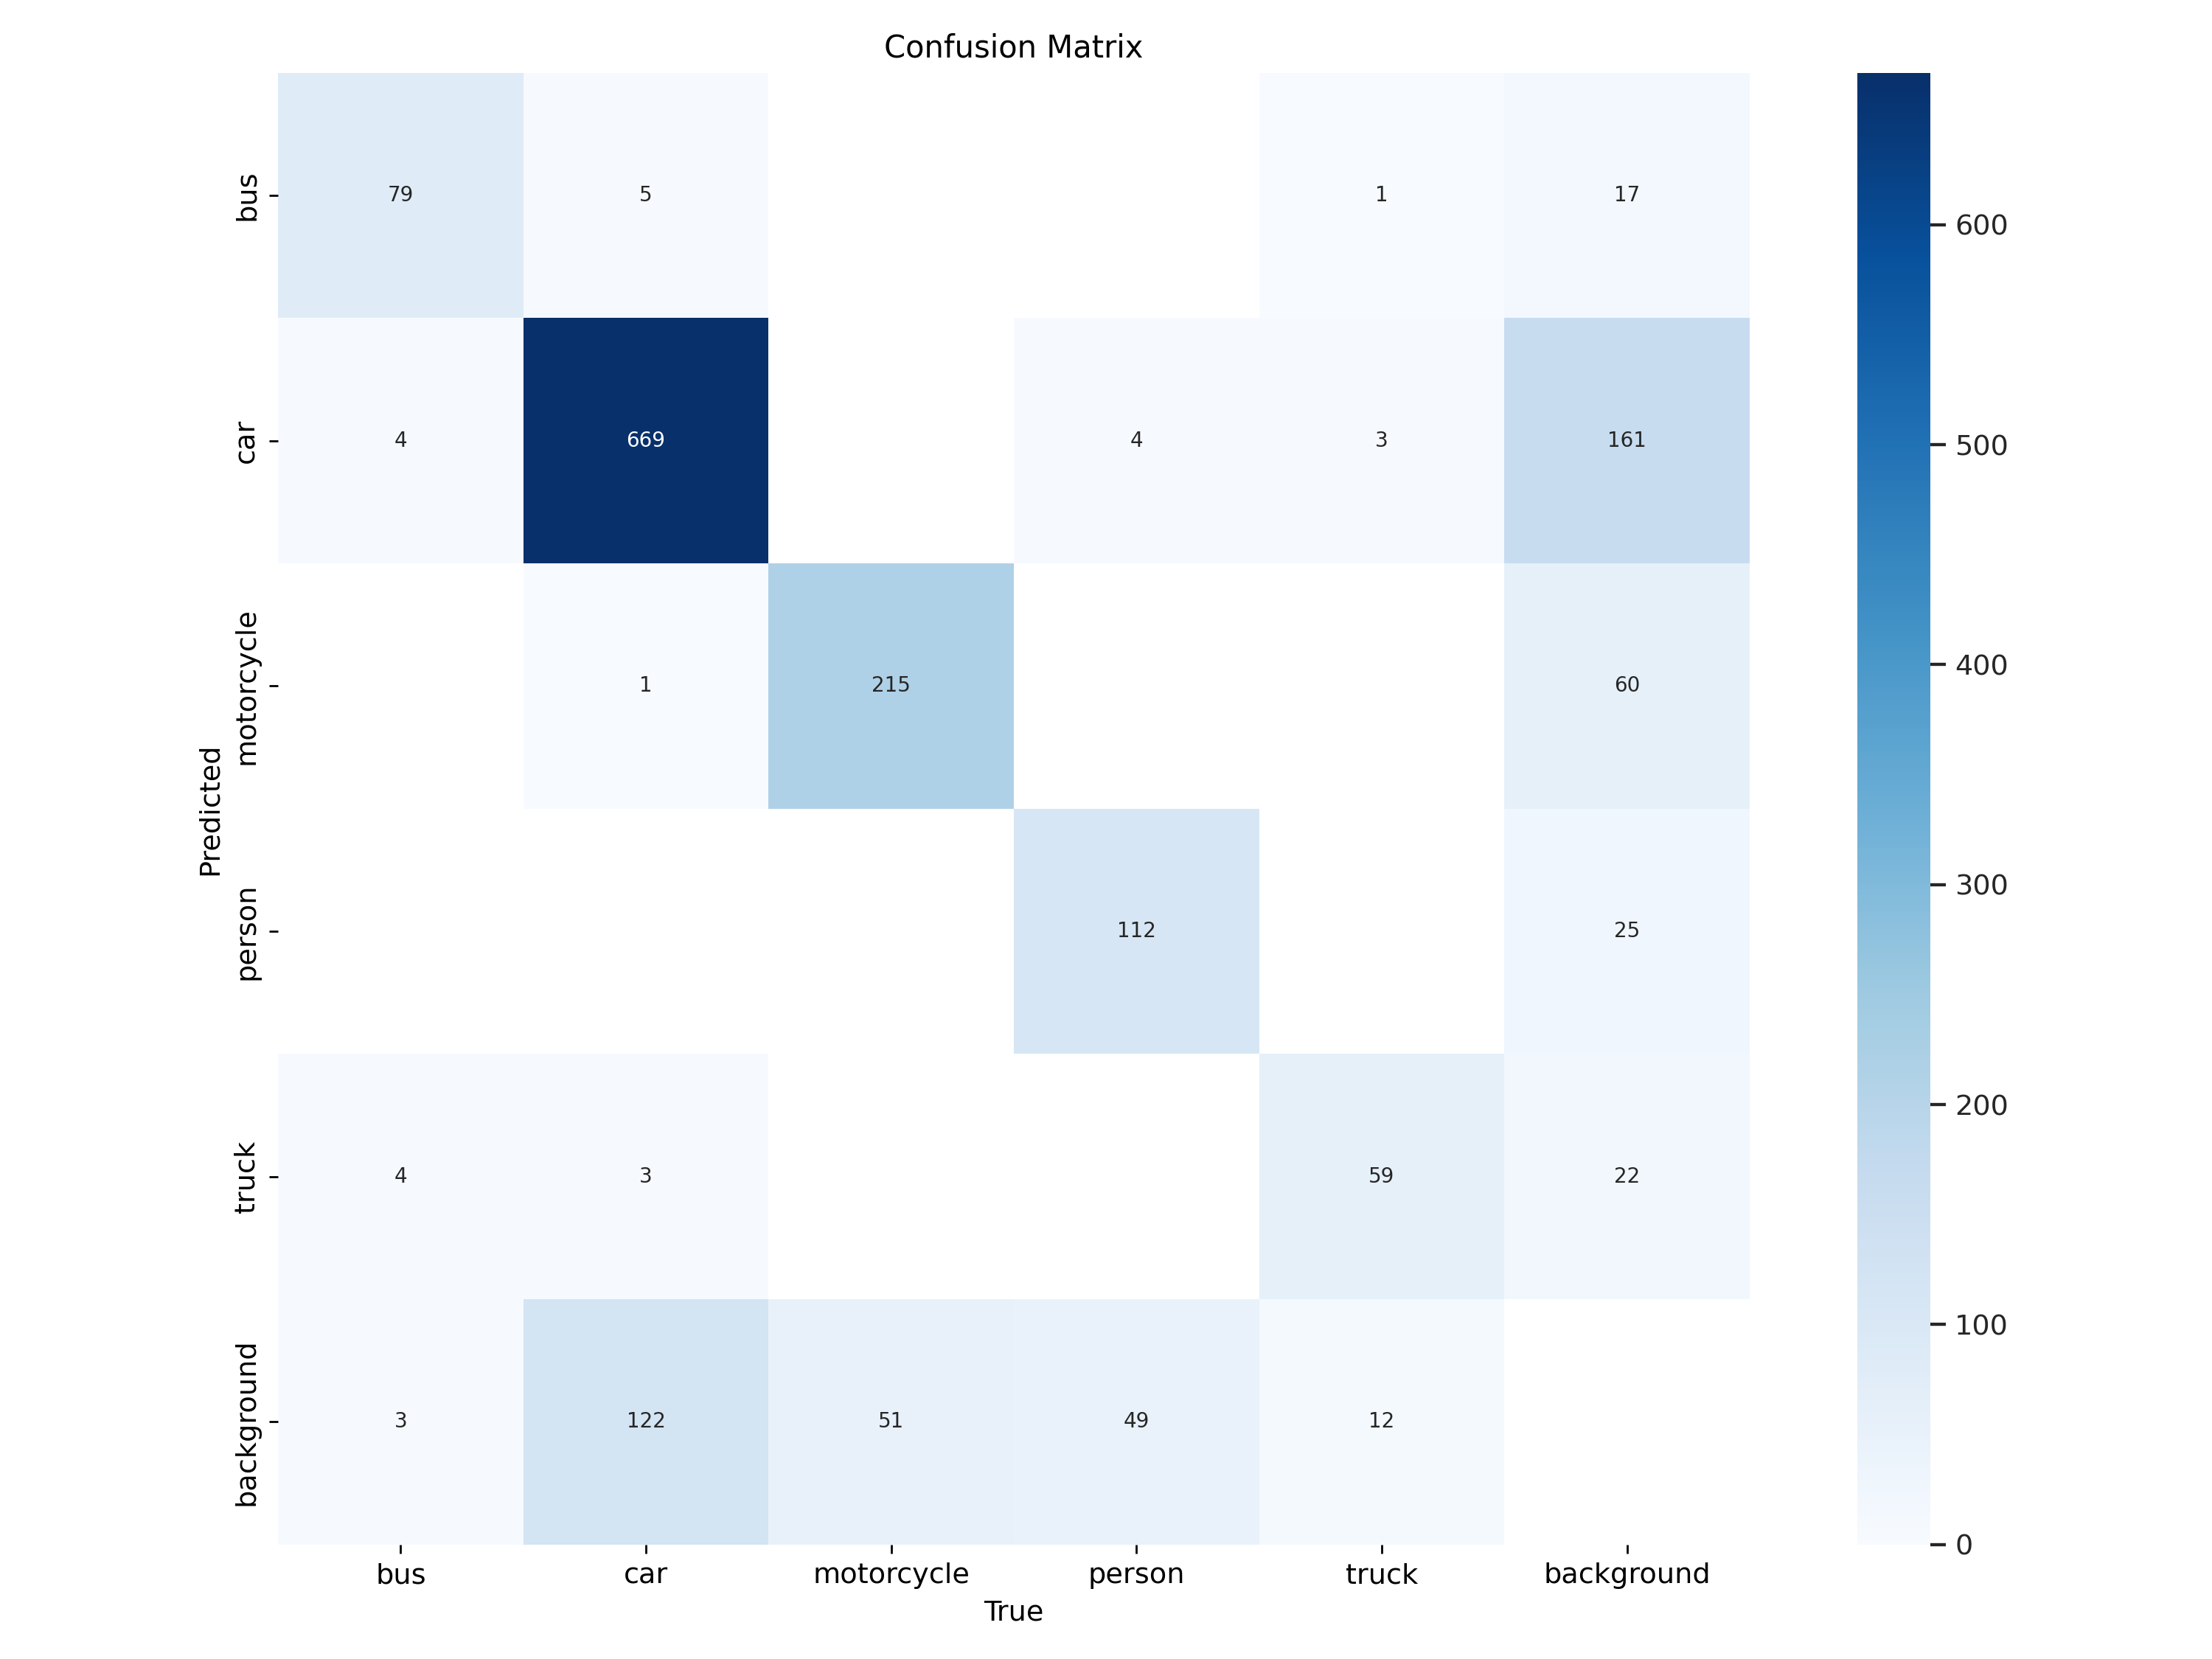 Confusion Matrix
bus 79 5 1 17
600
car 4 669 4 3 161
500
400
motorcycle 1 215 60
Predicted
300
person 112 25
200
truck 4 3 59 22
100
background 3 122 51 49 12
0
bus car motorcycle person truck background
True